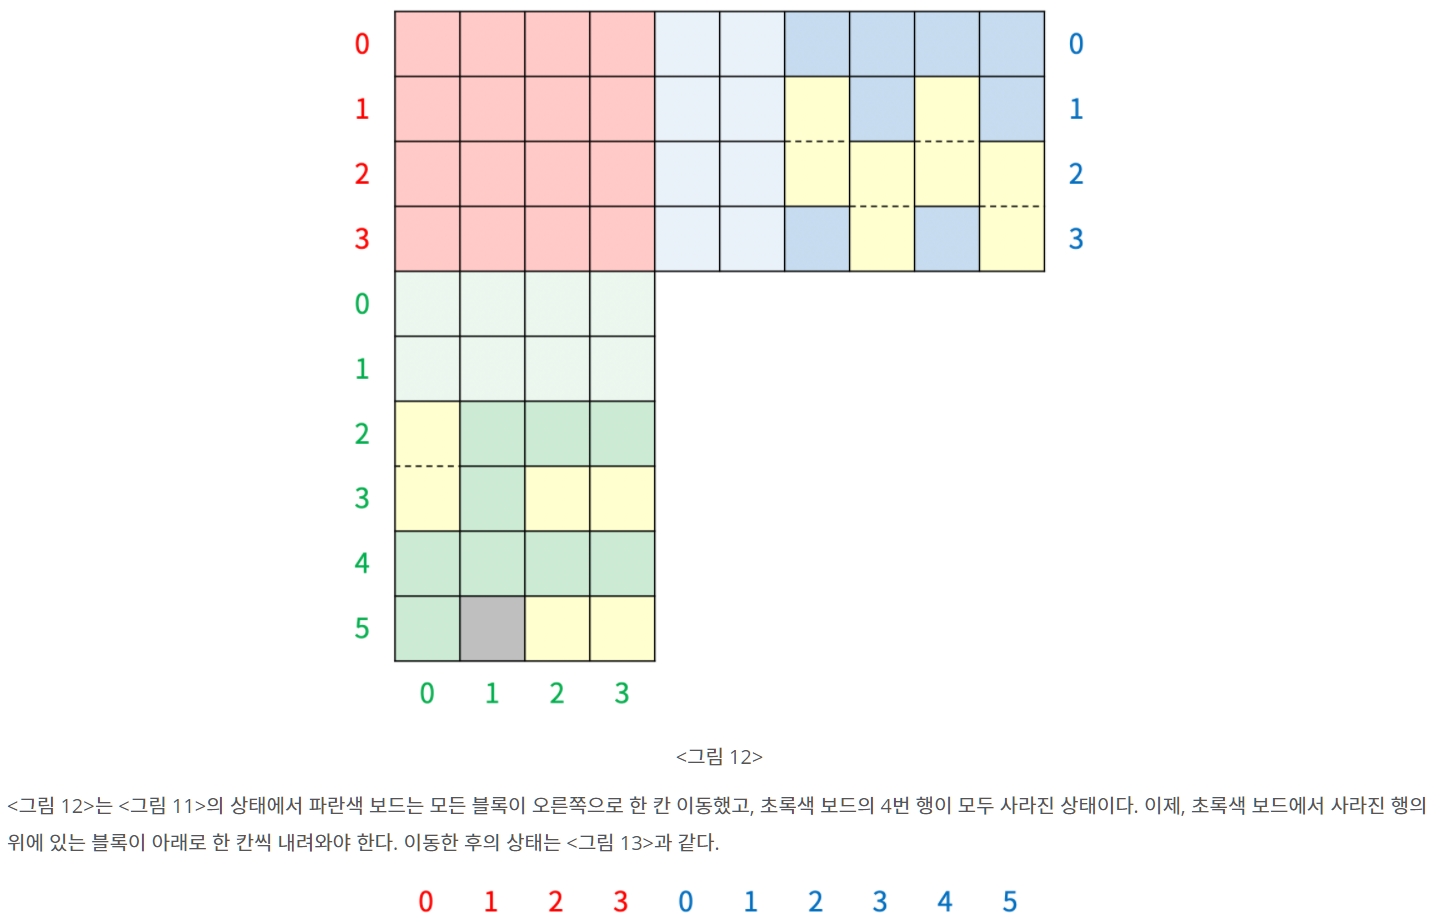 0 0
1 1
2 2
3 3
0
1
2
3
4
5
0 1 2 3
<그림 12>
<그림 12>는 <그림 11>의 상태에서 파란색 보드는 모든 블록이 오른쪽으로 한 칸 이동했고, 초록색 보드의 4번 행이 모두 사라진 상태이다. 이제, 초록색 보드에서 사라진 행의
위에 있는 블록이 아래로 한 칸씩 내려와야 한다. 이동한 후의 상태는 <그림 13>과 같다.
0 1 2 3 0 1 2 3 4 5